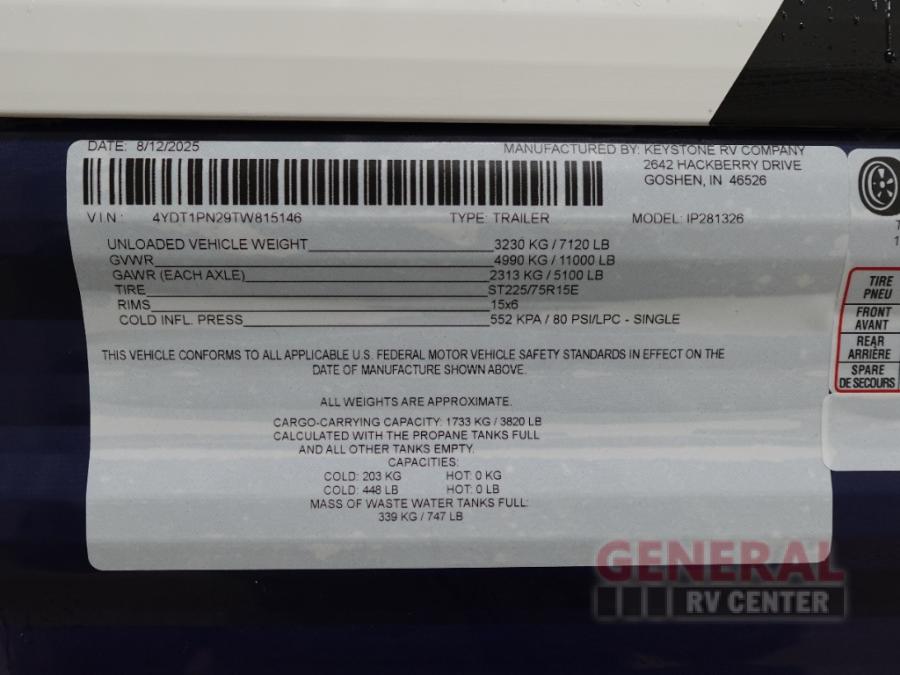 DATE: 8/12/2025
MANUFACTURED BY: KEYSTONE RV COMPANY
2642 HACKBERRY DRIVE
GOSHEN, IN 46526
VIN: 4YDT1PN29TW815146 TYPE: TRAILER MODEL: IP281326
UNLOADED VEHICLE WEIGHT 3230 KG / 7120 LB
GVWR 4990 KG / 11000 LB
GAWR (EACH AXLE) 2313 KG / 5100 LB
TIRE ST225/75R15E
RIMS 15x6
COLD INFL. PRESS 552 KPA / 80 PSI/LPC - SINGLE
THIS VEHICLE CONFORMS TO ALL APPLICABLE U.S. FEDERAL MOTOR VEHICLE SAFETY STANDARDS IN EFFECT ON THE
DATE OF MANUFACTURE SHOWN ABOVE.
ALL WEIGHTS ARE APPROXIMATE.
CARGO-CARRYING CAPACITY: 1733 KG / 3820 LB
CALCULATED WITH THE PROPANE TANKS FULL
AND ALL OTHER TANKS EMPTY.
CAPACITIES:
COLD: 203 KG HOT: 0 KG
COLD: 448 LB HOT: 0 LB
MASS OF WASTE WATER TANKS FULL:
339 KG / 747 LB
TIRE
PNEU
FRONT
AVANT
REAR
ARRIÈRE
SPARE
DE SECOURS
GENERAL
RV CENTER